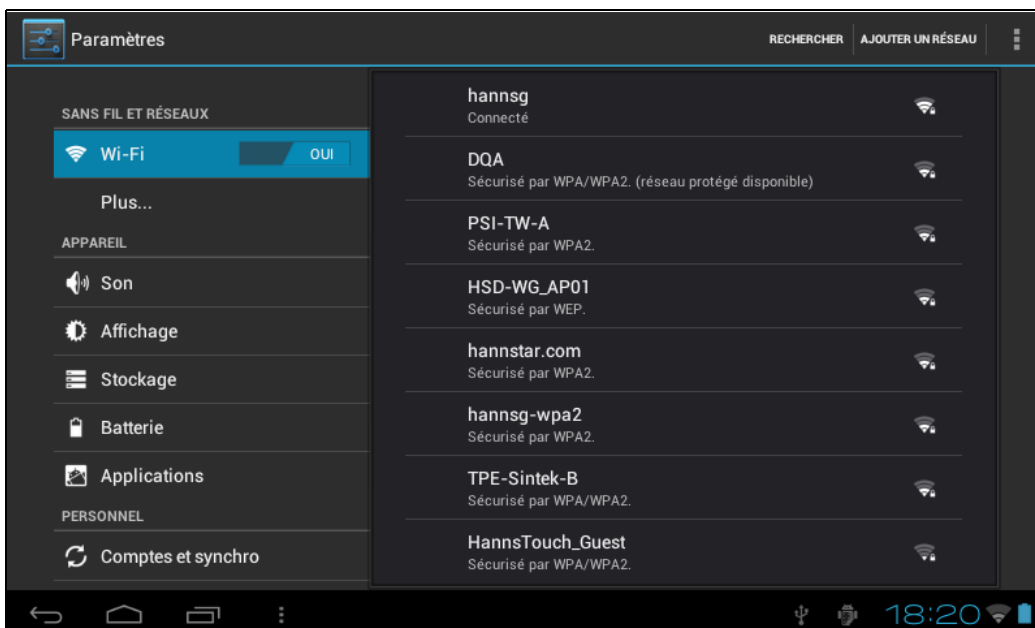 Paramètres
RECHERCHER
AJOUTER UN RÉSEAU
SANS FIL ET RÉSEAUX
Wi-Fi
OUI
Plus...
APPAREIL
Son
Affichage
Stockage
Batterie
Applications
PERSONNEL
Comptes et synchro
hannsg
Connecté
DQA
Sécurisé par WPA/WPA2. (réseau protégé disponible)
PSI-TW-A
Sécurisé par WPA2.
HSD-WG_AP01
Sécurisé par WEP.
hannstar.com
Sécurisé par WPA2.
hannsg-wpa2
Sécurisé par WPA2.
TPE-Sintek-B
Sécurisé par WPA/WPA2.
HannsTouch_Guest
Sécurisé par WPA/WPA2.
18:20